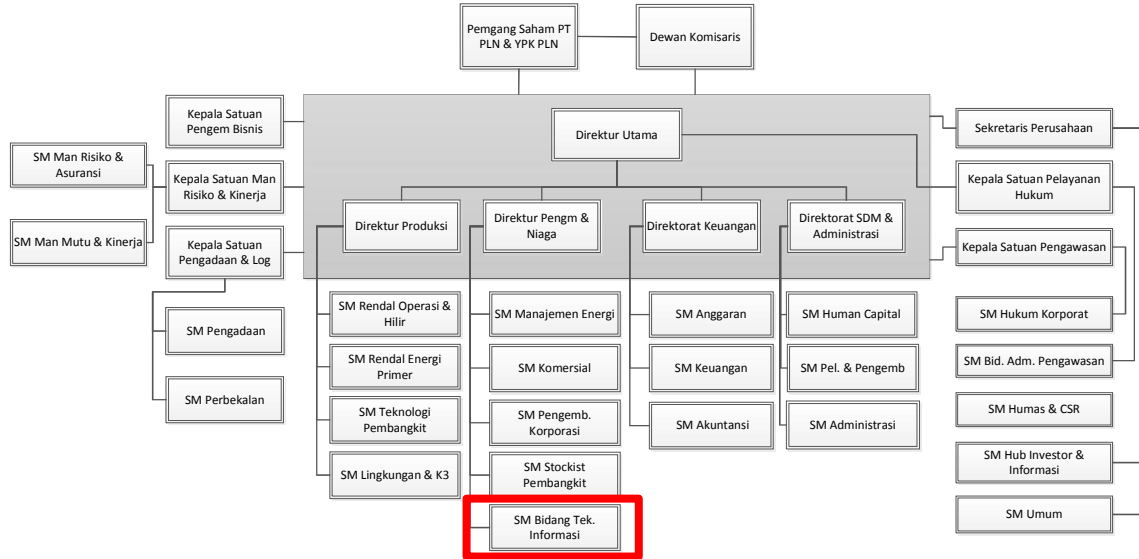 Pemgang Saham PT
PLN & YPK PLN
Dewan Komisaris
Kepala Satuan
Pengem Bisnis
Direktur Utama
Sekretaris Perusahaan
SM Man Risiko &
Asuransi
Kepala Satuan Man
Risiko & Kinerja
Kepala Satuan Pelayanan
Hukum
Direktur Produksi
Direktur Pengm &
Niaga
Direktorat Keuangan
Direktorat SDM &
Administrasi
SM Man Mutu & Kinerja
Kepala Satuan
Pengadaan & Log
Kepala Satuan Pengawasan
SM Pengadaan
SM Rendal Operasi &
Hilir
SM Manajemen Energi
SM Anggaran
SM Human Capital
SM Hukum Korporat
SM Perbekalan
SM Rendal Energi
Primer
SM Komersial
SM Keuangan
SM Pel. & Pengemb
SM Bid. Adm. Pengawasan
SM Teknologi
Pembangkit
SM Pengemb.
Korporasi
SM Akuntansi
SM Administrasi
SM Humas & CSR
SM Lingkungan & K3
SM Stockist
Pembangkit
SM Hub Investor &
Informasi
SM Bidang Tek.
Informasi
SM Umum